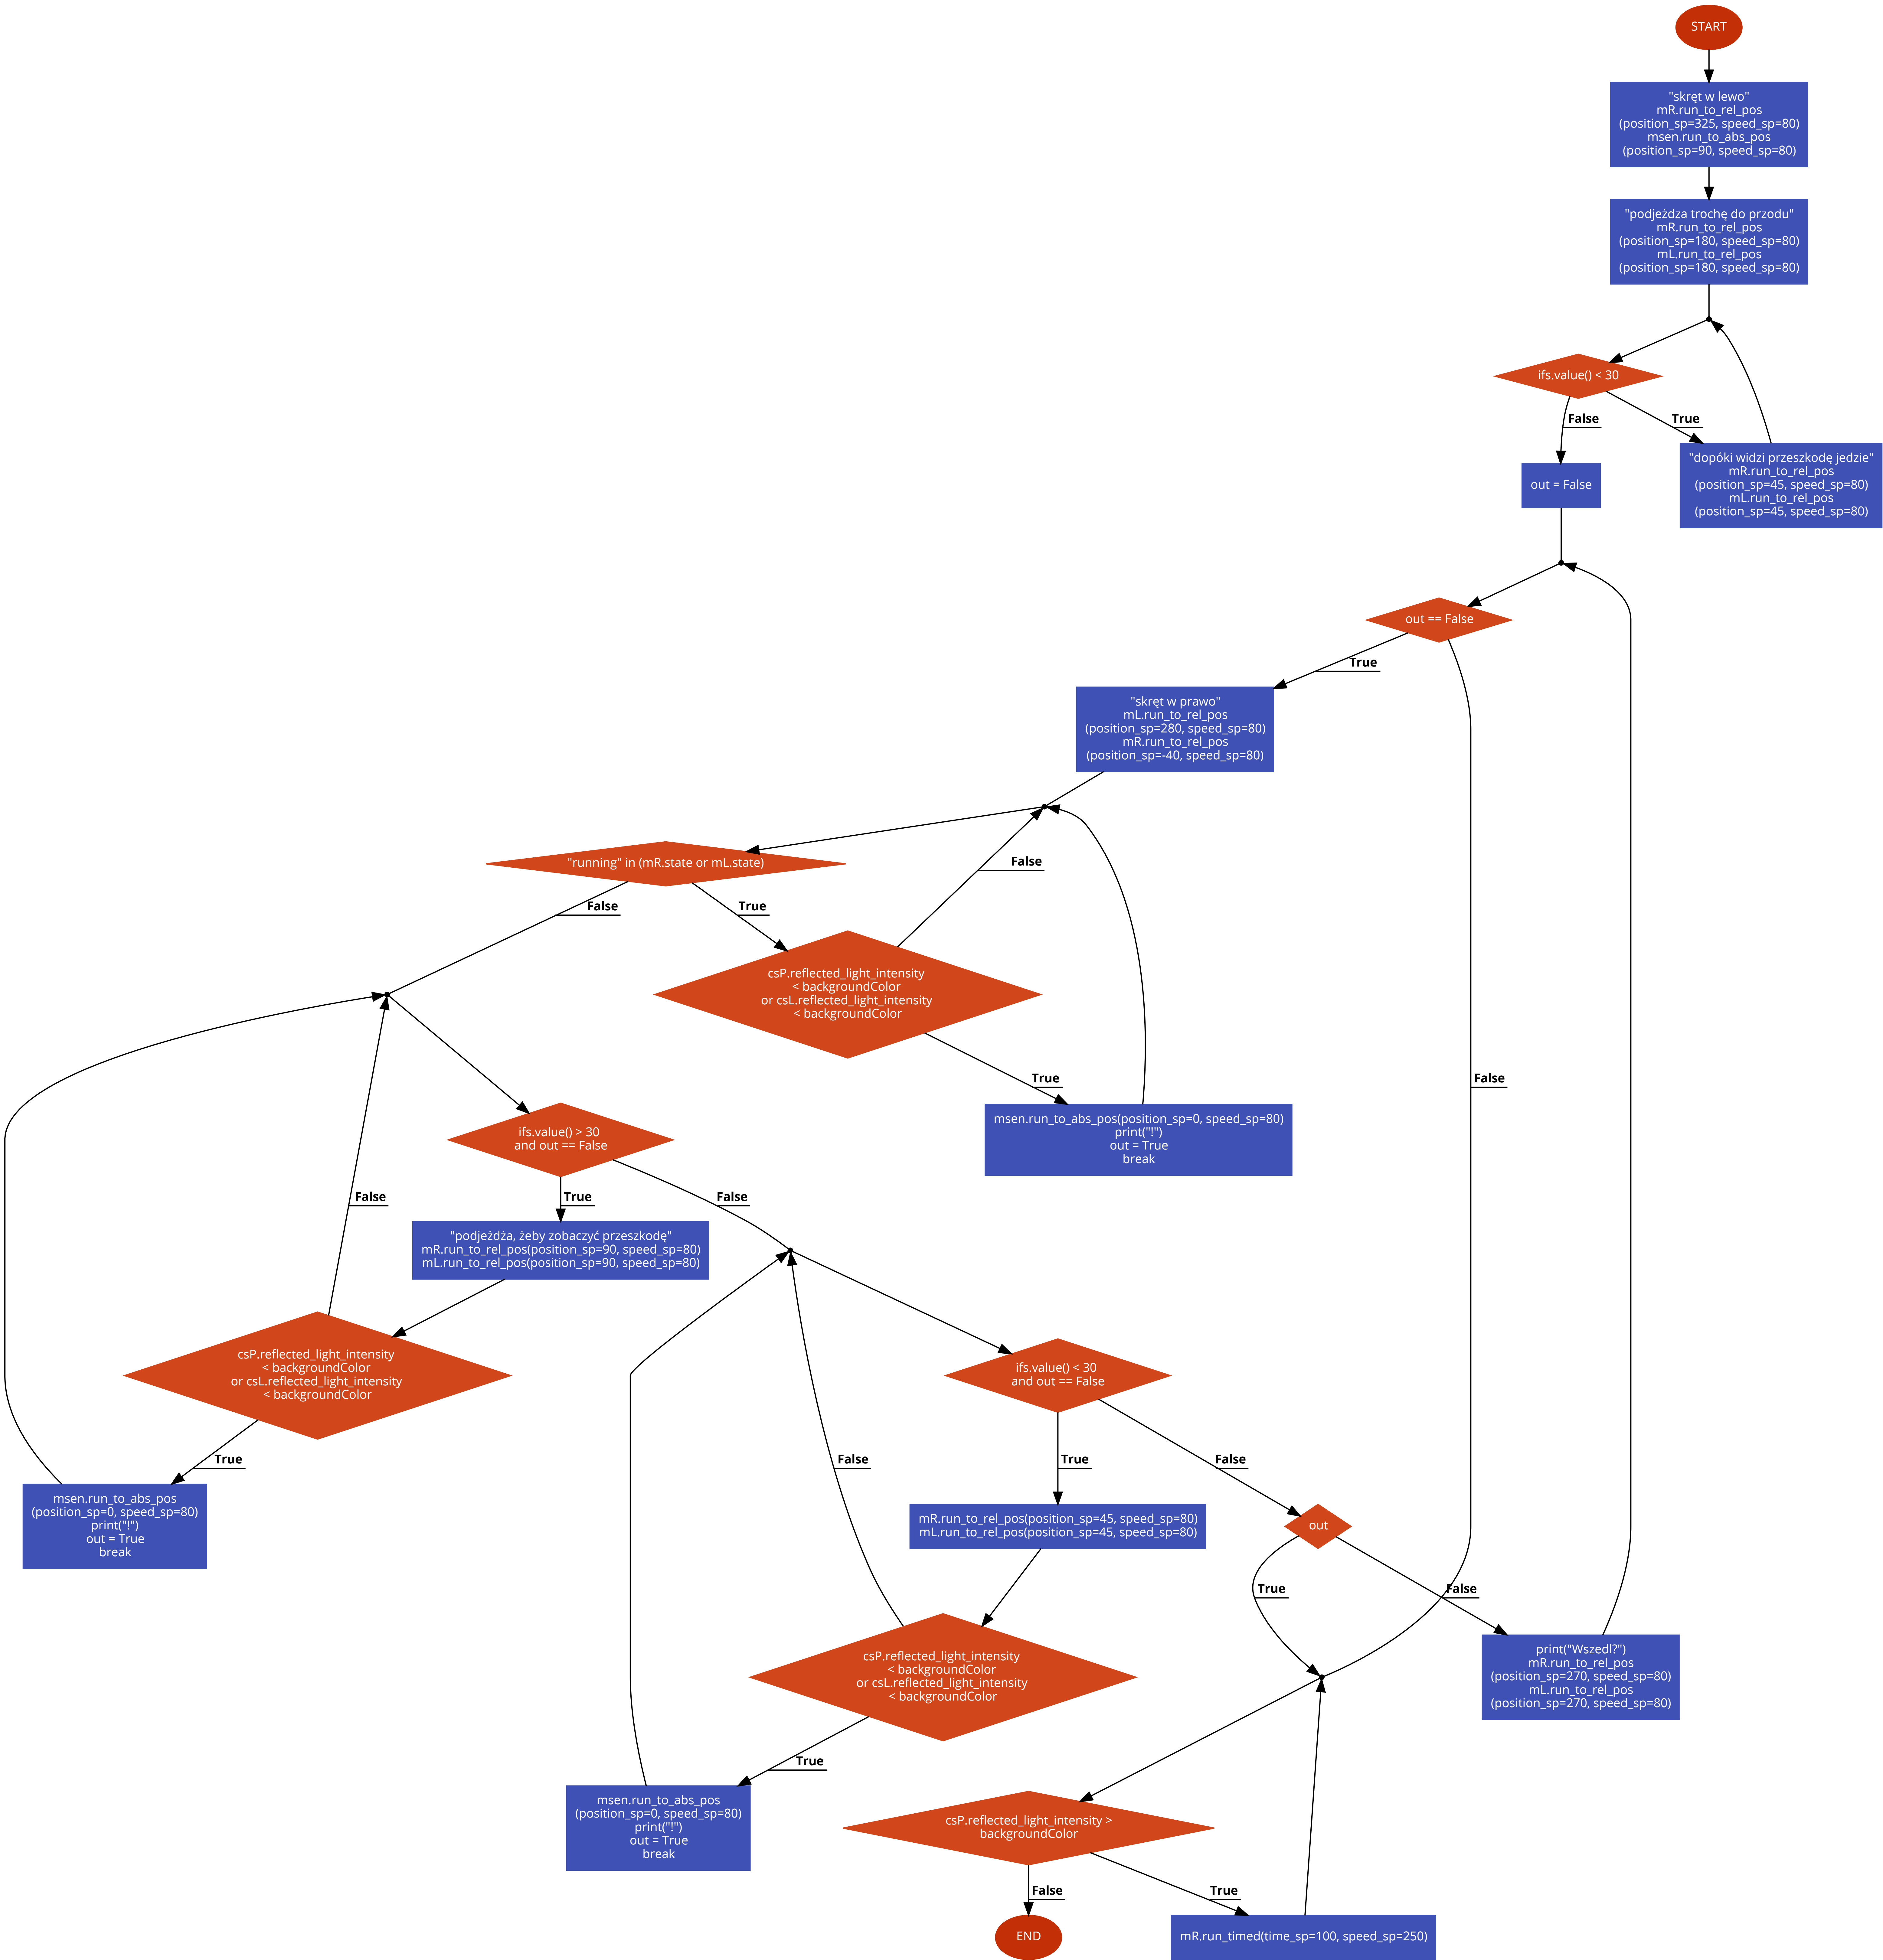 START
"skręt w lewo"
mR.run_to_rel_pos
(position_sp=325, speed_sp=80)
msen.run_to_abs_pos
(position_sp=90, speed_sp=80)
"podjeżdza trochę do przodu"
mR.run_to_rel_pos
(position_sp=180, speed_sp=80)
mL.run_to_rel_pos
(position_sp=180, speed_sp=80)
ifs.value() < 30
False
True
"dopóki widzi przeszkodę jedzie"
mR.run_to_rel_pos
(position_sp=45, speed_sp=80)
mL.run_to_rel_pos
(position_sp=45, speed_sp=80)
out = False
out == False
True
False
"skręt w prawo"
mL.run_to_rel_pos
(position_sp=280, speed_sp=80)
mR.run_to_rel_pos
(position_sp=-40, speed_sp=80)
"running" in (mR.state or mL.state)
False
True
False
csP.reflected_light_intensity
< backgroundColor
or csL.reflected_light_intensity
< backgroundColor
True
msen.run_to_abs_pos(position_sp=0, speed_sp=80)
print("!")
out = True
break
ifs.value() > 30
and out == False
True
False
False
"podjeżdża, żeby zobaczyć przeszkodę"
mR.run_to_rel_pos(position_sp=90, speed_sp=80)
mL.run_to_rel_pos(position_sp=90, speed_sp=80)
csP.reflected_light_intensity
< backgroundColor
or csL.reflected_light_intensity
< backgroundColor
True
msen.run_to_abs_pos
(position_sp=0, speed_sp=80)
print("!")
out = True
break
ifs.value() < 30
and out == False
False
True
False
mR.run_to_rel_pos(position_sp=45, speed_sp=80)
mL.run_to_rel_pos(position_sp=45, speed_sp=80)
out
True
False
csP.reflected_light_intensity
< backgroundColor
or csL.reflected_light_intensity
< backgroundColor
print("Wszedl?")
mR.run_to_rel_pos
(position_sp=270, speed_sp=80)
mL.run_to_rel_pos
(position_sp=270, speed_sp=80)
True
msen.run_to_abs_pos
(position_sp=0, speed_sp=80)
print("!")
out = True
break
csP.reflected_light_intensity >
backgroundColor
False
True
END
mR.run_timed(time_sp=100, speed_sp=250)